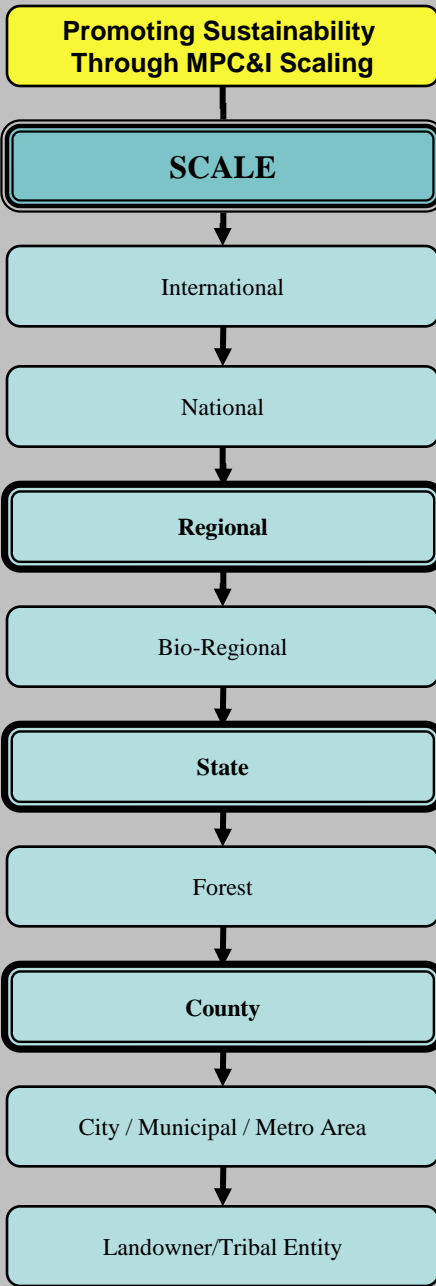 Promoting Sustainability
Through MPC&I Scaling
SCALE
International
National
Regional
Bio-Regional
State
Forest
County
City / Municipal / Metro Area
Landowner/Tribal Entity